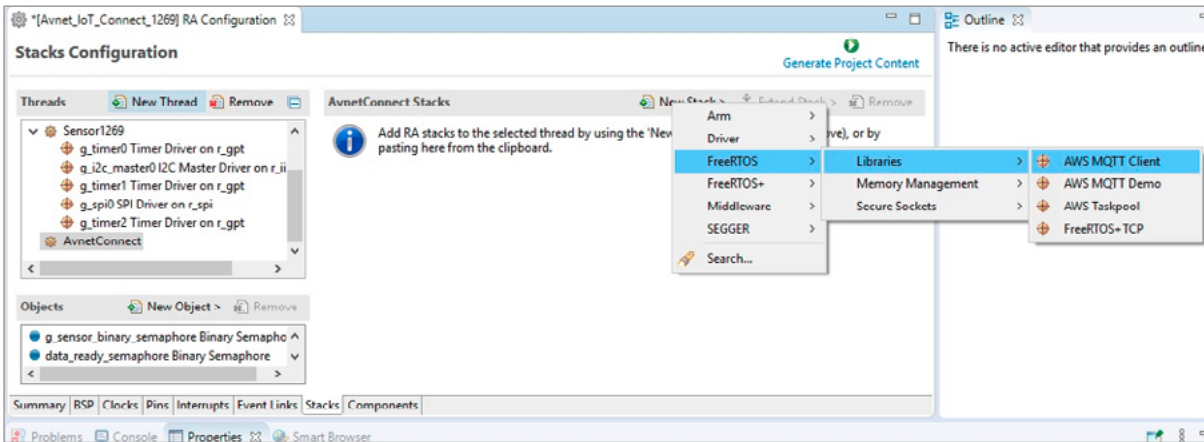 *[Avnet_IoT_Connect_1269] RA Configuration
Outline
Stacks Configuration
Generate Project Content
There is no active editor that provides an outline
Threads
New Thread
Remove
AvnetConnect Stacks
New Stack >
Extend Stack >
Remove
Sensor1269
g_timer0 Timer Driver on r_gpt
g_i2c_master0 I2C Master Driver on r_ii
g_timer1 Timer Driver on r_gpt
g_spi0 SPI Driver on r_spi
g_timer2 Timer Driver on r_gpt
AvnetConnect
Add RA stacks to the selected thread by using the 'New
ove), or by
pasting here from the clipboard.
Arm
Driver
FreeRTOS
FreeRTOS+
Middleware
SEGGER
Search...
Libraries
Memory Management
Secure Sockets
AWS MQTT Client
AWS MQTT Demo
AWS Taskpool
FreeRTOS+TCP
Objects
New Object >
Remove
g_sensor_binary_semaphore Binary Semapho
data_ready_semaphore Binary Semaphore
Summary BSP Clocks Pins Interrupts Event Links Stacks Components
Problems Console Properties Smart Browser